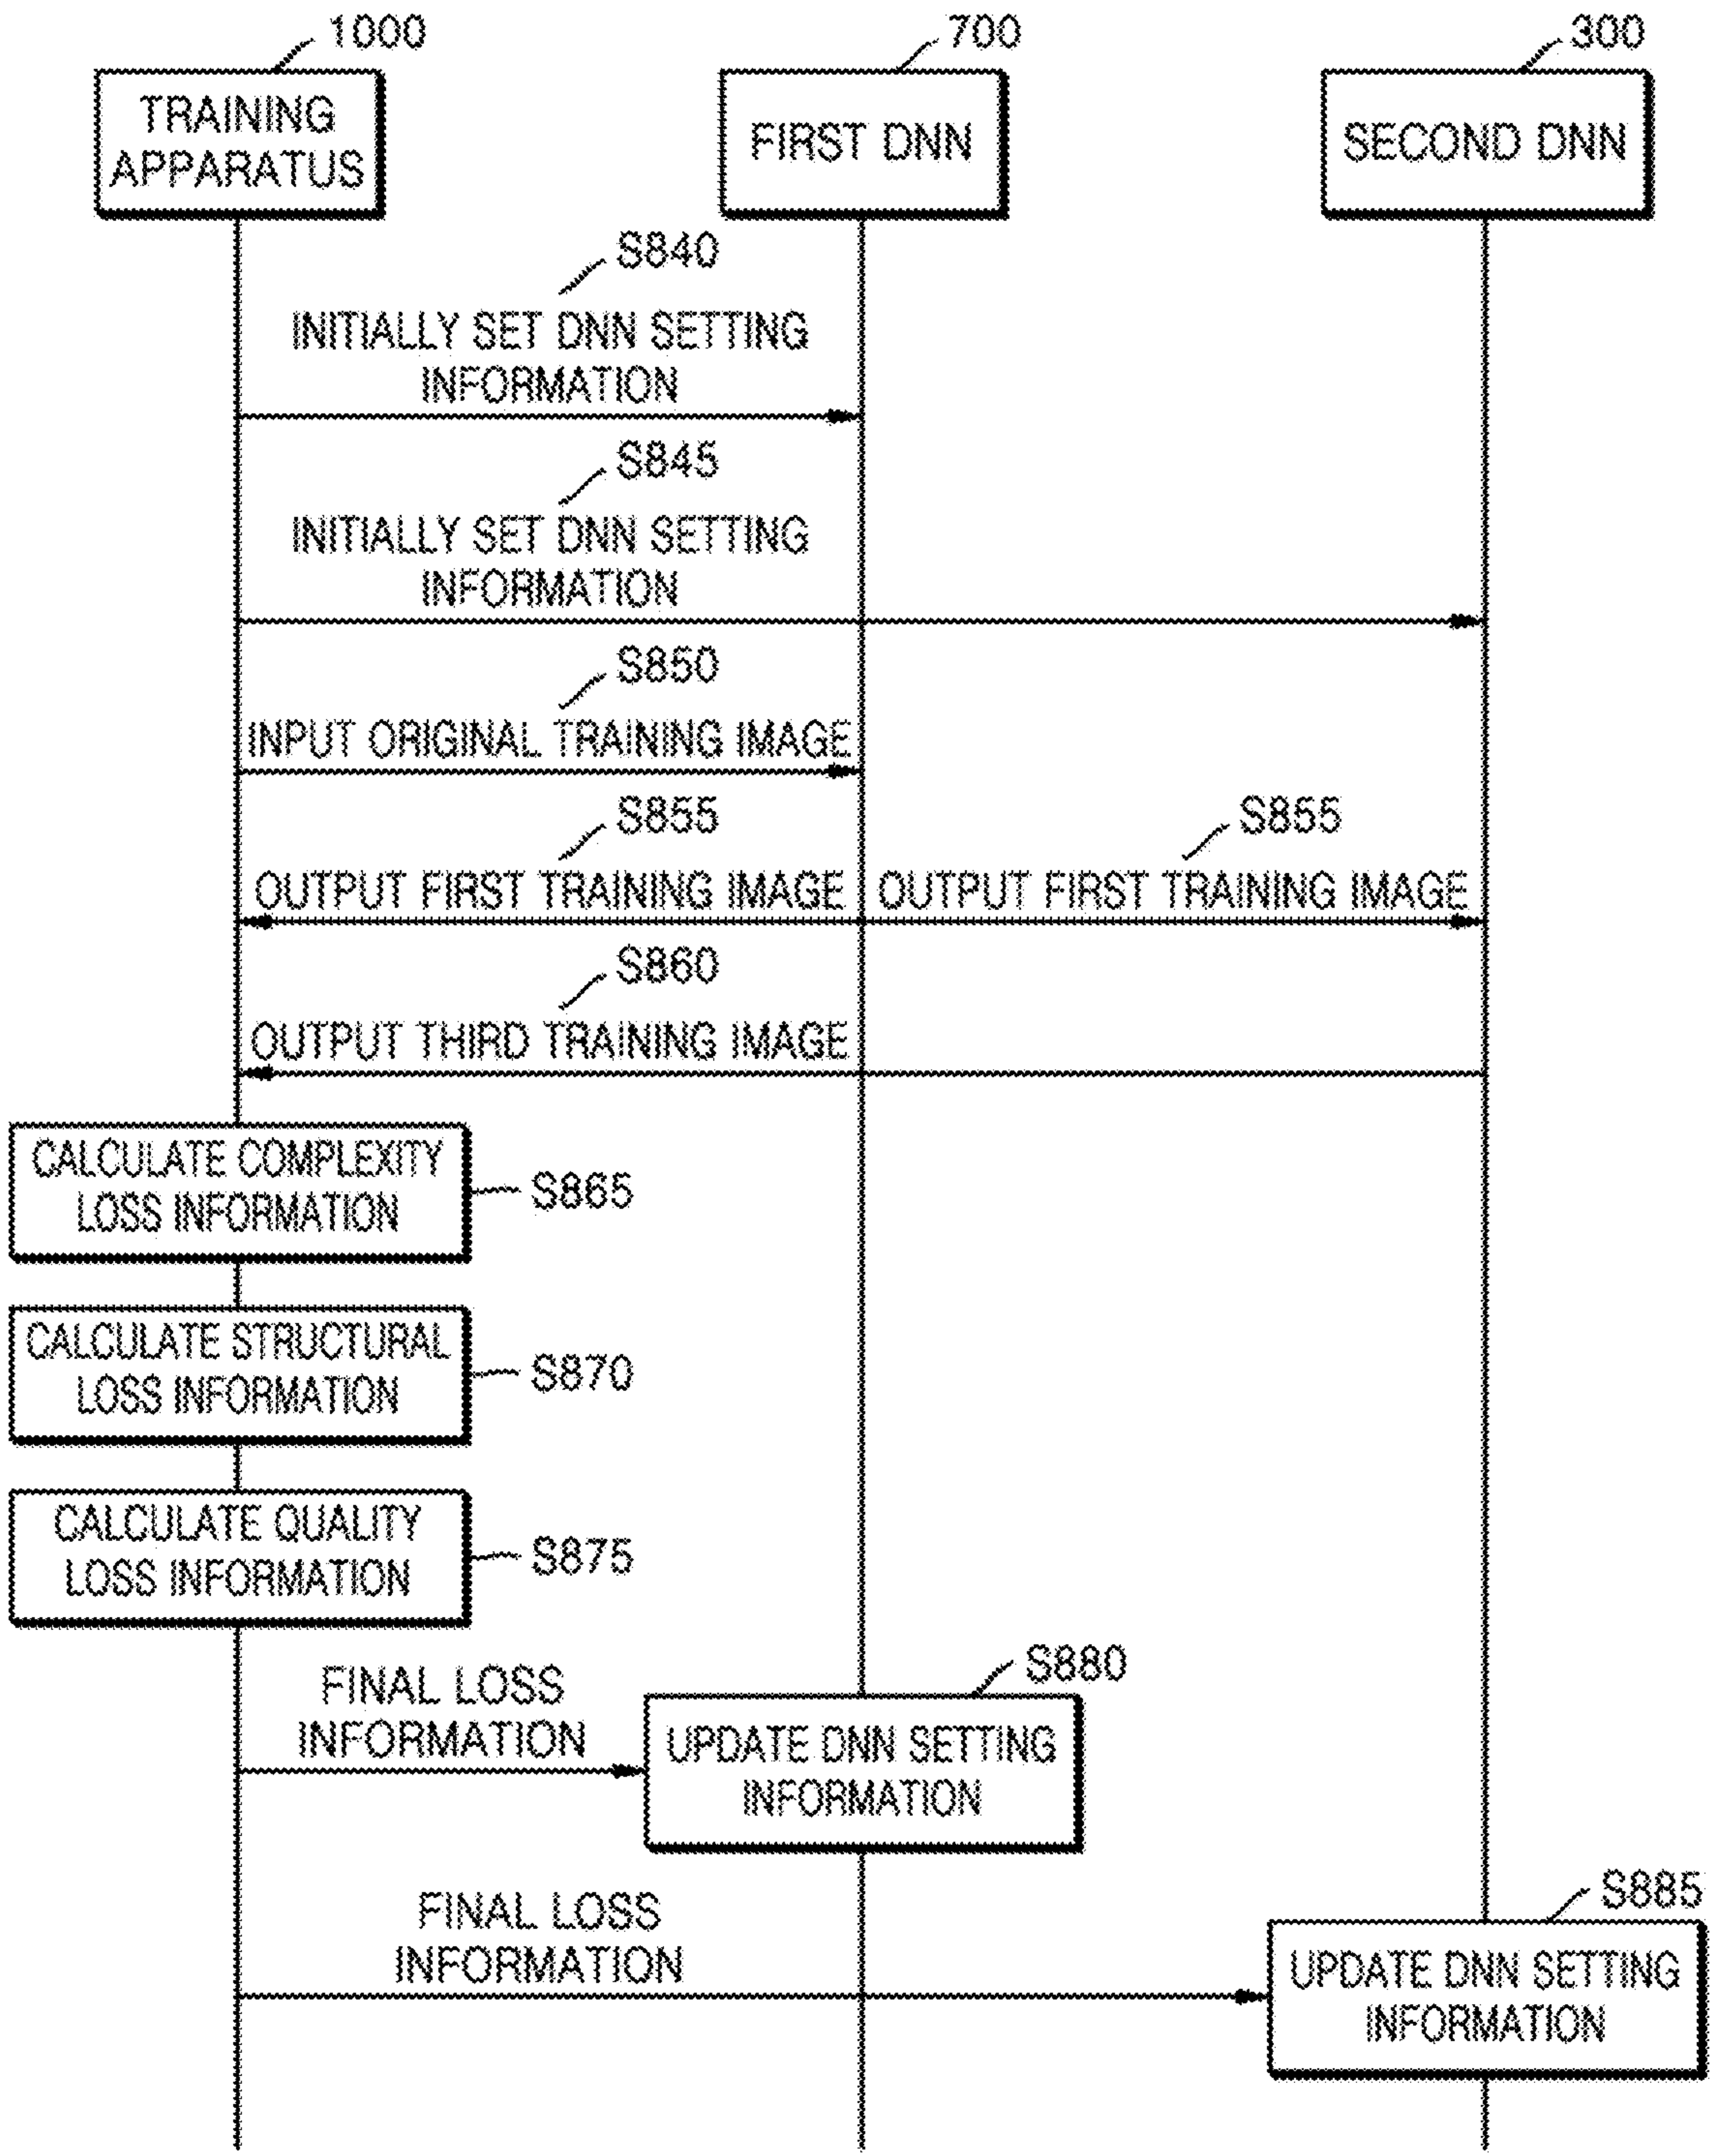 1000
700
300
TRAINING
APPARATUS
FIRST DNN
SECOND DNN
S840
INITIALLY SET DNN SETTING
INFORMATION
S845
INITIALLY SET DNN SETTING
INFORMATION
S850
INPUT ORIGINAL TRAINING IMAGE
S855
S855
OUTPUT FIRST TRAINING IMAGE
OUTPUT FIRST TRAINING IMAGE
S860
OUTPUT THIRD TRAINING IMAGE
CALCULATE COMPLEXITY
LOSS INFORMATION
S865
CALCULATE STRUCTURAL
LOSS INFORMATION
S870
CALCULATE QUALITY
LOSS INFORMATION
S875
FINAL LOSS
INFORMATION
S880
UPDATE DNN SETTING
INFORMATION
FINAL LOSS
INFORMATION
S885
UPDATE DNN SETTING
INFORMATION